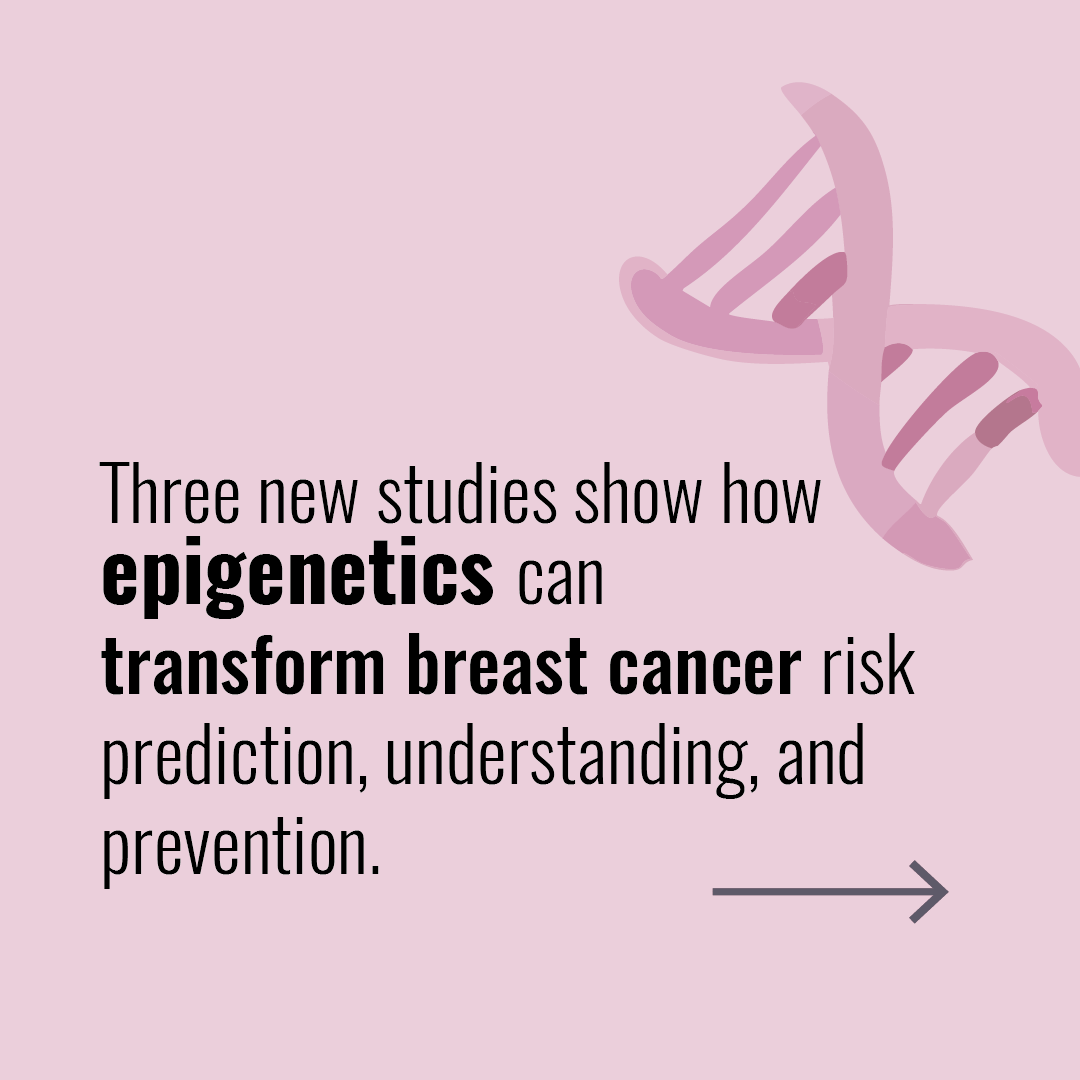 Three new studies show how
epigenetics can
transform breast cancer risk
prediction, understanding, and
prevention.